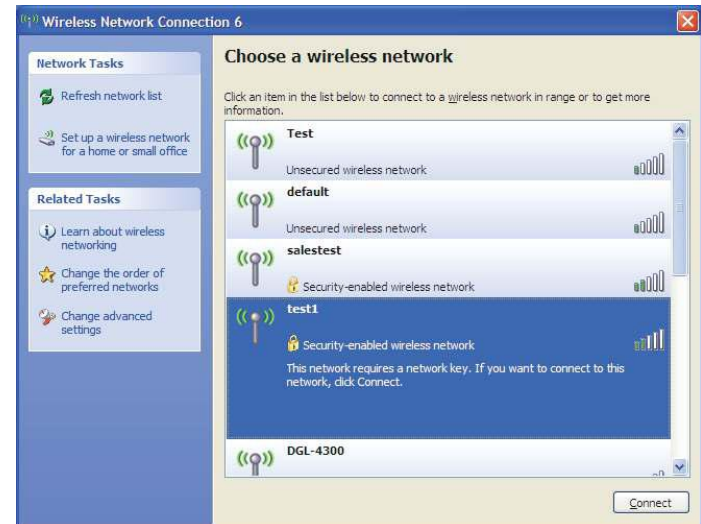 Wireless Network Connection 6
Network Tasks
Refresh network list
Set up a wireless network
for a home or small office
Related Tasks
Learn about wireless
networking
Change the order of
preferred networks
Change advanced
settings
Choose a wireless network
Click an item in the list below to connect to a wireless network in range or to get more
information.
Test
Unsecured wireless network
default
Unsecured wireless network
salestest
Security-enabled wireless network
test1
Security-enabled wireless network
This network requires a network key. If you want to connect to this
network, click Connect.
DGL-4300
Connect